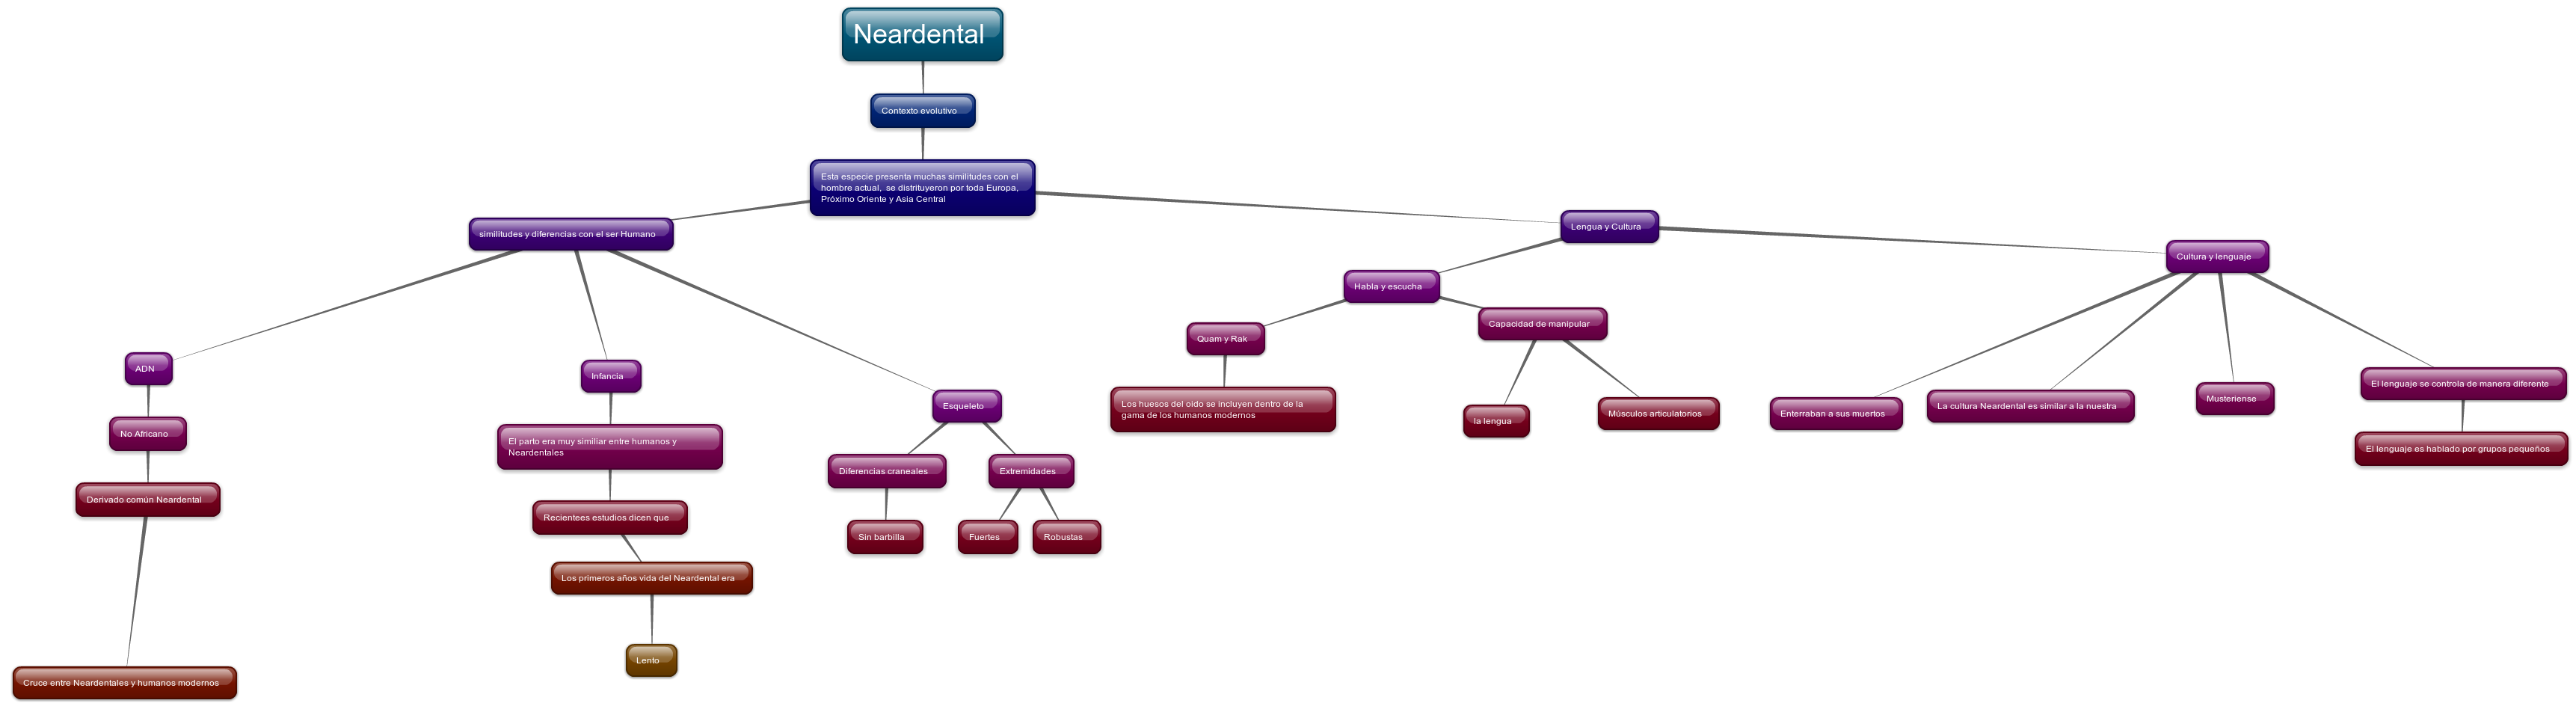 Neardental
Contexto evolutivo
Esta especie presenta muchas similitudes con el
hombre actual, se distrituyeron por toda Europa,
Próximo Oriente y Asia Central
similitudes y diferencias con el ser Humano
Lengua y Cultura
Cultura y lenguaje
Habla y escucha
Quam y Rak
Capacidad de manipular
ADN
Infancia
Esqueleto
Los huesos del oido se incluyen dentro de la
gama de los humanos modernos
la lengua
Músculos articulatorios
Enterraban a sus muertos
La cultura Neardental es similar a la nuestra
Musteriense
El lenguaje se controla de manera diferente
El lenguaje es hablado por grupos pequeños
No Africano
El parto era muy similiar entre humanos y
Neardentales
Diferencias craneales
Extremidades
Derivado común Neardental
Recientees estudios dicen que
Sin barbilla
Fuertes
Robustas
Los primeros años vida del Neardental era
Lento
Cruce entre Neardentales y humanos modernos